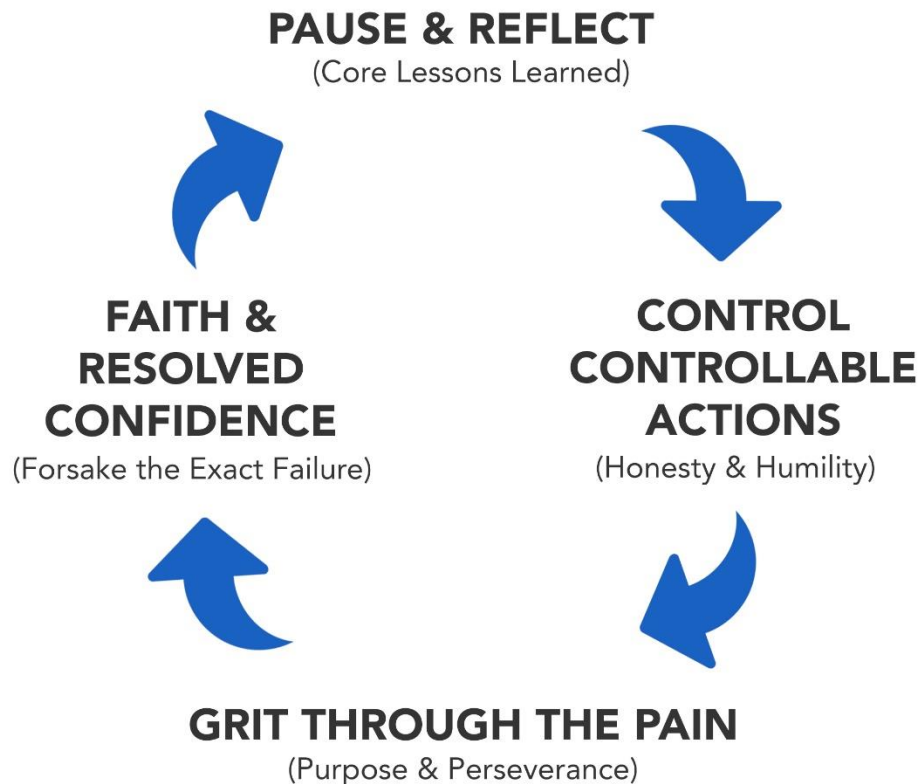 PAUSE & REFLECT
(Core Lessons Learned)
CONTROL
CONTROLLABLE
ACTIONS
(Honesty & Humility)
GRIT THROUGH THE PAIN
(Purpose & Perseverance)
FAITH &
RESOLVED
CONFIDENCE
(Forsake the Exact Failure)